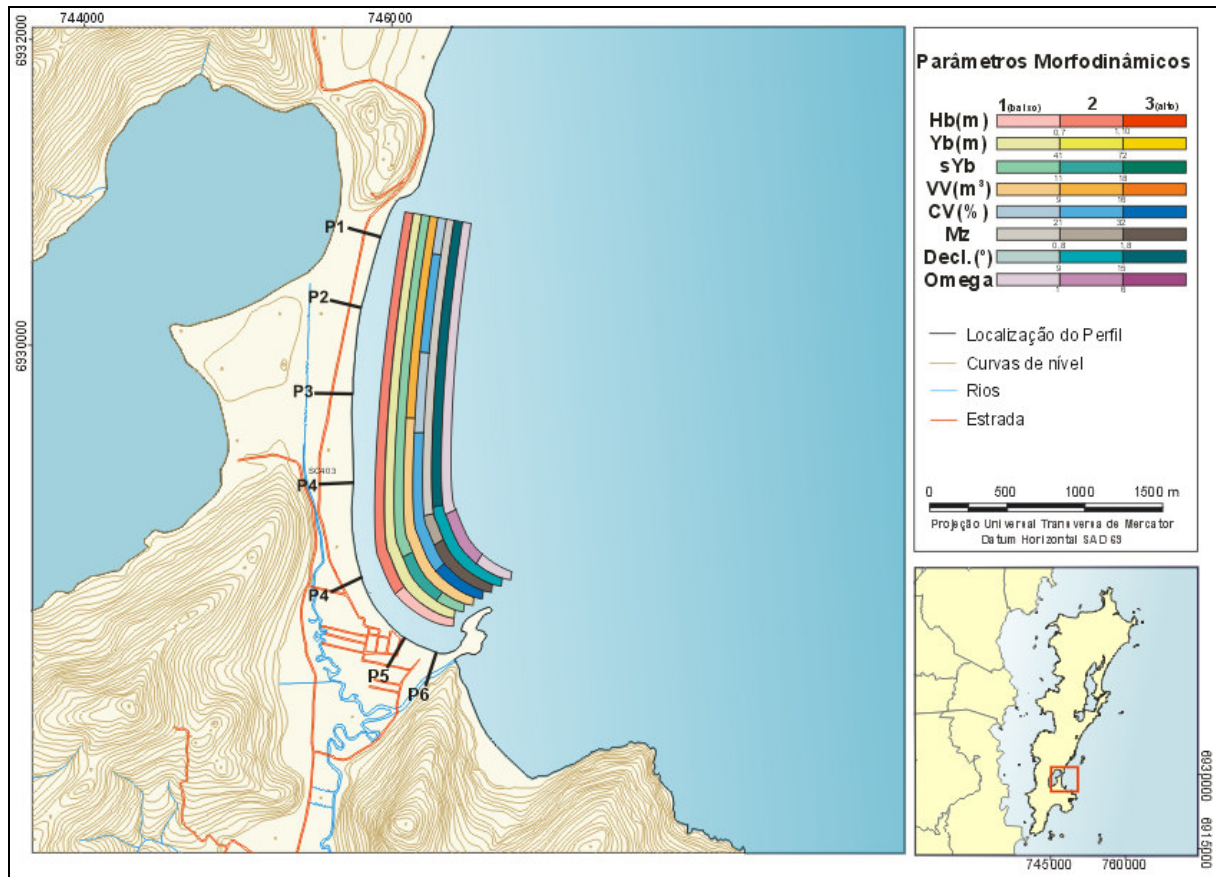 744000
746000
6932000
6930000
P1
P2
P3
SC403
P4
P4
P5
P6
Parâmetros Morfodinâmicos
1(baixo) 2 3(alto)
Hb(m)
0,7 1,10
Yb(m)
41 72
sYb
11 18
VV(m³)
9 16
CV(%)
21 32
Mz
0,8 1,8
Decl.(°)
9 15
Omega
1 6
Localização do Perfil
Curvas de nível
Rios
Estrada
0 500 1000 1500 m
Projeção Universal Transversa de Mercator
Datum Horizontal SAD 69
6930000
6915000
745000
760000